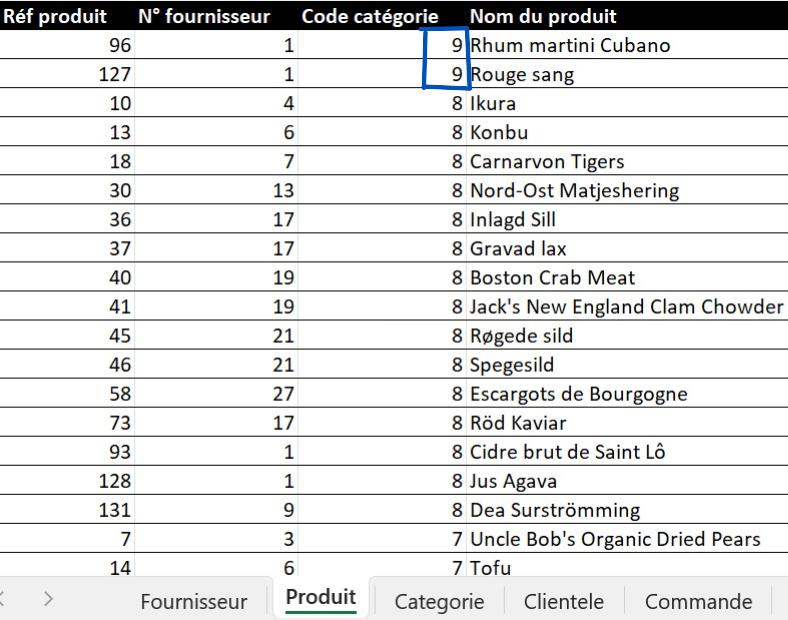 Réf produit N° fournisseur Code catégorie Nom du produit
96 1 9 Rhum martini Cubano
127 1 9 Rouge sang
10 4 8 Ikura
13 6 8 Konbu
18 7 8 Carnarvon Tigers
30 13 8 Nord-Ost Matjeshering
36 17 8 Inlagd Sill
37 17 8 Gravad lax
40 19 8 Boston Crab Meat
41 19 8 Jack's New England Clam Chowder
45 21 8 Røgede sild
46 21 8 Spegesild
58 27 8 Escargots de Bourgogne
73 17 8 Röd Kaviar
93 1 8 Cidre brut de Saint Lô
128 1 8 Jus Agava
131 9 8 Dea Surströmming
7 3 7 Uncle Bob's Organic Dried Pears
14 6 7 Tofu
Fournisseur Produit Categorie Clientele Commande